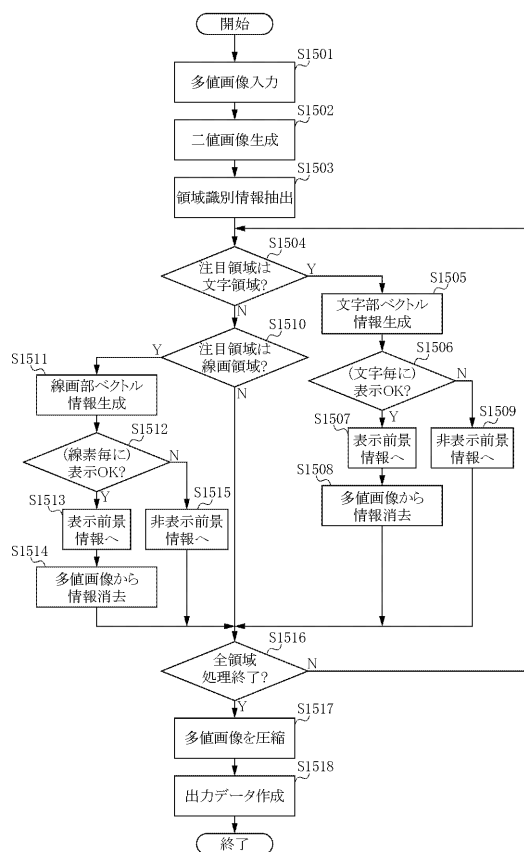 開始
S1501
多値画像入力
S1502
二値画像生成
S1503
領域識別情報抽出
S1504
注目領域は
文字領域?
Y
N
S1505
文字部ベクトル
情報生成
S1506
(文字毎に)
表示OK?
Y
N
S1507
表示前景
情報へ
S1508
多値画像から
情報消去
S1509
非表示前景
情報へ
S1510
注目領域は
線画領域?
Y
N
S1511
線画部ベクトル
情報生成
S1512
(線素毎に)
表示OK?
Y
N
S1513
表示前景
情報へ
S1514
多値画像から
情報消去
S1515
非表示前景
情報へ
S1516
全領域
処理終了?
N
Y
S1517
多値画像を圧縮
S1518
出力データ作成
終了